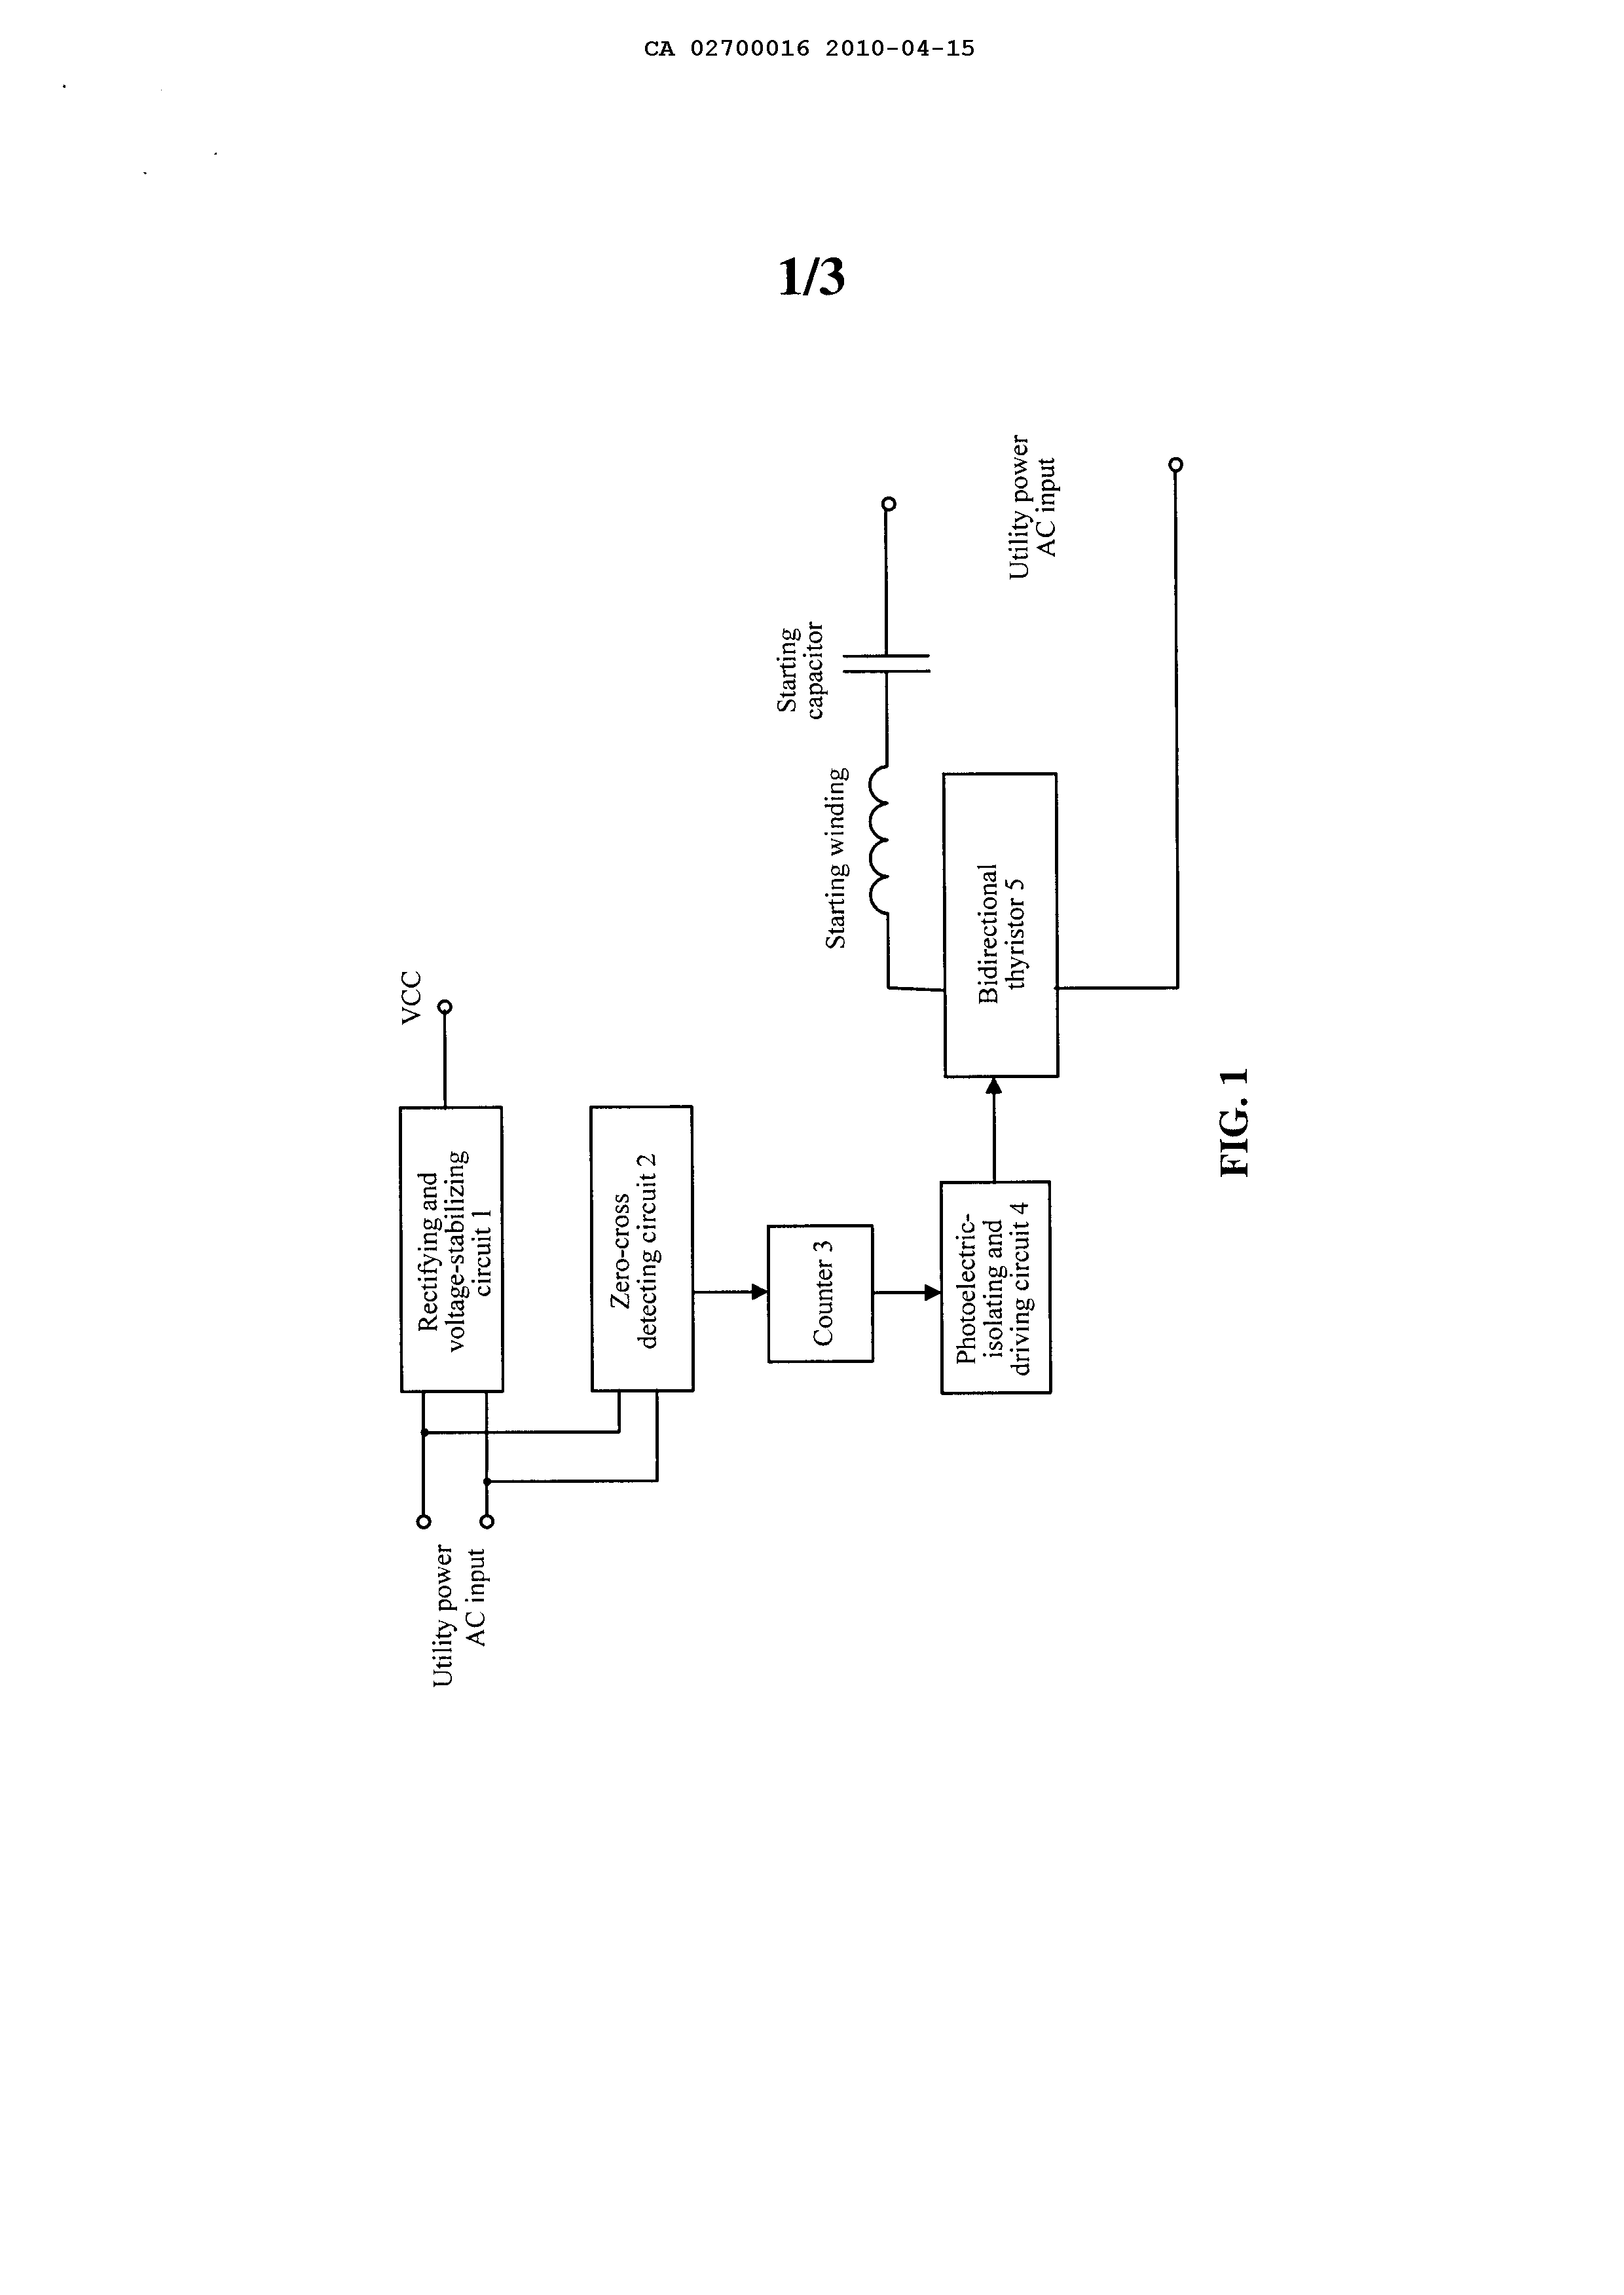 CA 02700016 2010-04-15
1/3
Utility power
AC input
Rectifying and
voltage-stabilizing
circuit 1
VCC
Zero-cross
detecting circuit 2
Counter 3
Photoelectric-
isolating and
driving circuit 4
Bidirectional
thyristor 5
Starting winding
Starting
capacitor
Utility power
AC input
FIG. 1